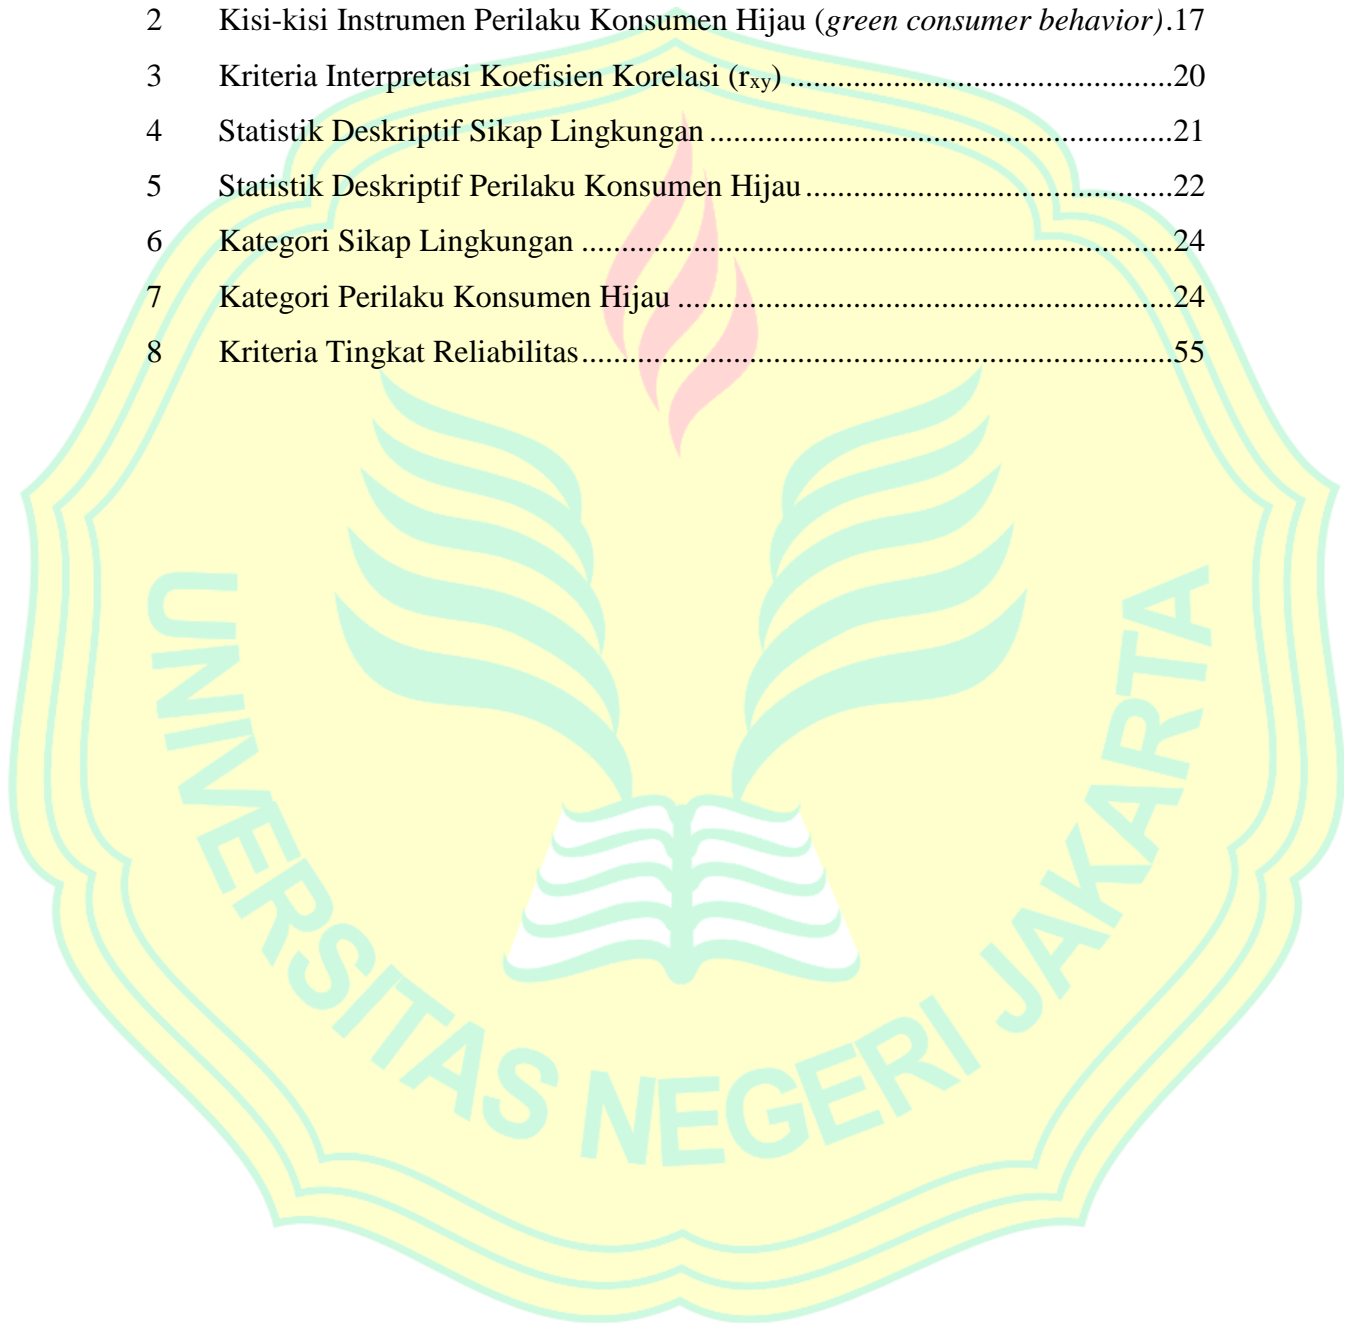 2 Kisi-kisi Instrumen Perilaku Konsumen Hijau (green consumer behavior).17
3 Kriteria Interpretasi Koefisien Korelasi (rxy) ................................................20
4 Statistik Deskriptif Sikap Lingkungan..........................................................21
5 Statistik Deskriptif Perilaku Konsumen Hijau..............................................22
6 Kategori Sikap Lingkungan ..........................................................................24
7 Kategori Perilaku Konsumen Hijau ..............................................................24
8 Kriteria Tingkat Reliabilitas..........................................................................55
UNIVERSITAS NEGERI JAKARTA